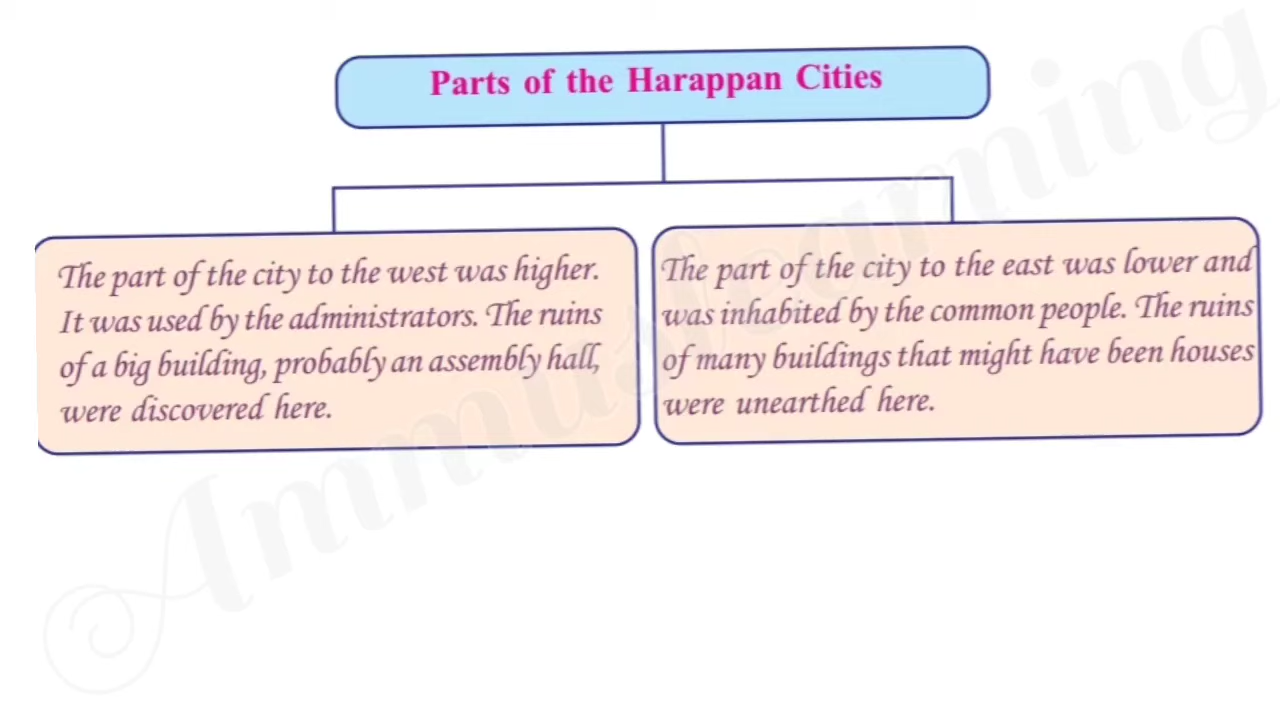 Parts of the Harappan Cities
The part of the city to the west was higher.
It was used by the administrators. The ruins
of a big building, probably an assembly hall,
were discovered here.
The part of the city to the east was lower and
was inhabited by the common people. The ruins
of many buildings that might have been houses
were unearthed here.
Ammus learning